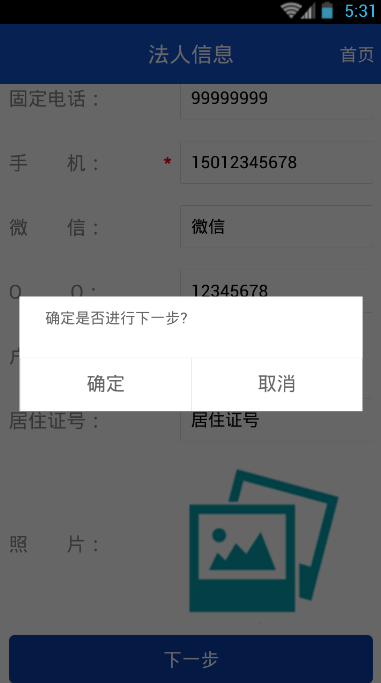 5:31
法人信息 首页
固定电话： 99999999
手 机： * 15012345678
微 信： 微信
Q Q： 12345678
确定是否进行下一步?
确定 取消
居住证号： 居住证号
照 片：
下一步